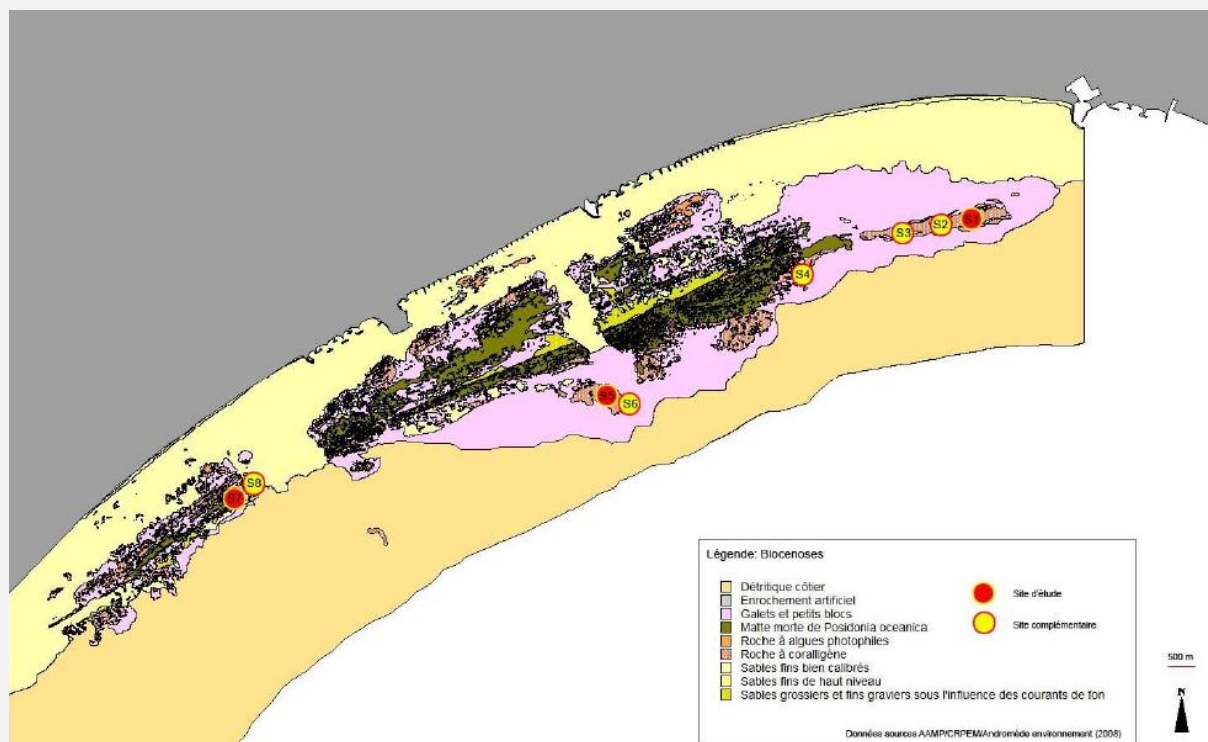 S1
S2
S3
S4
S5
S6
S8
S7
Légende: Biocenoses
Détritique côtier
Enrochement artificiel
Galets et petits blocs
Matte morte de Posidonia oceanica
Roche à algues photophiles
Roche à coralligène
Sables fins bien calibrés
Sables fins de haut niveau
Sables grossiers et fins graviers sous l'influence des courants de fon
Site d'étude
Site complémentaire
Données sources AAMP/CRPEM/Andromède environnement (2008)
500 m
N